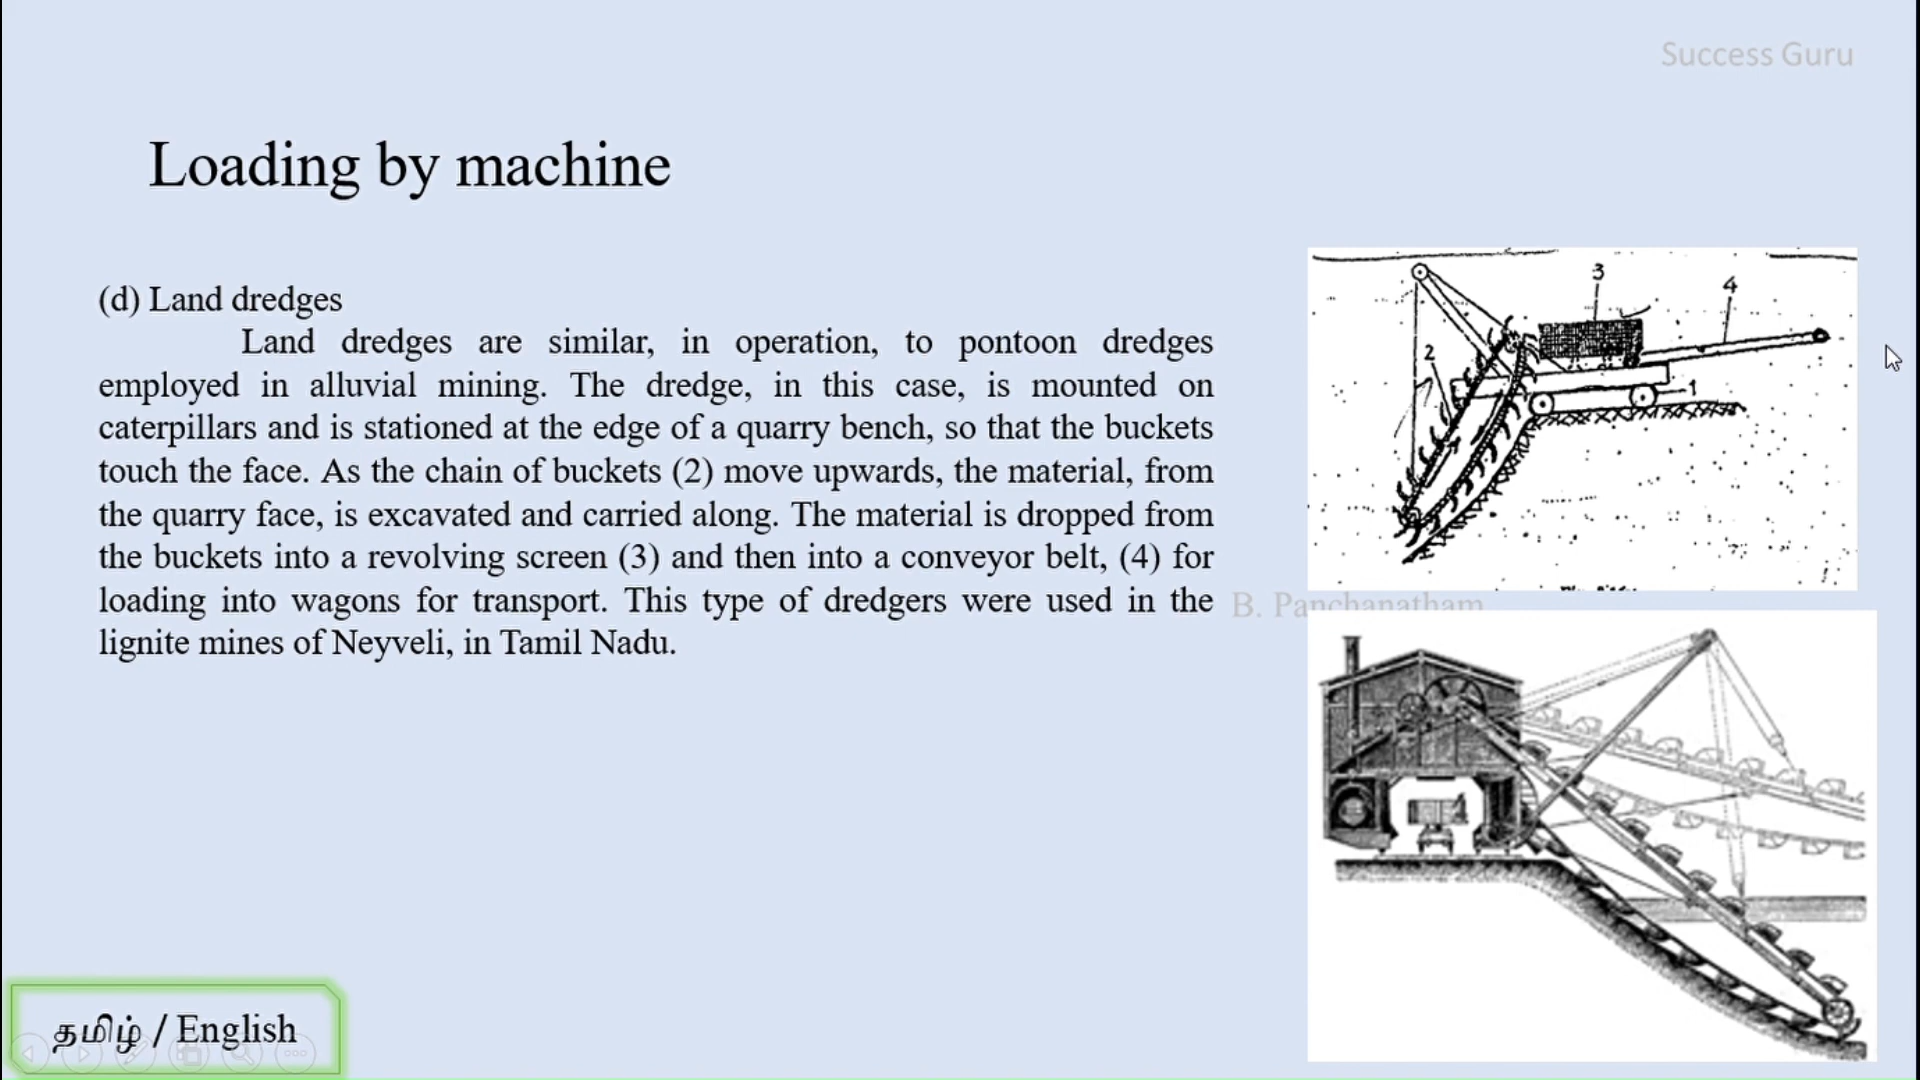 Success Guru
Loading by machine
(d) Land dredges
Land dredges are similar, in operation, to pontoon dredges
employed in alluvial mining. The dredge, in this case, is mounted on
caterpillars and is stationed at the edge of a quarry bench, so that the buckets
touch the face. As the chain of buckets (2) move upwards, the material, from
the quarry face, is excavated and carried along. The material is dropped from
the buckets into a revolving screen (3) and then into a conveyor belt, (4) for
loading into wagons for transport. This type of dredgers were used in the
lignite mines of Neyveli, in Tamil Nadu.
3
4
2
1
B. Panchanatham
தமிழ் / English